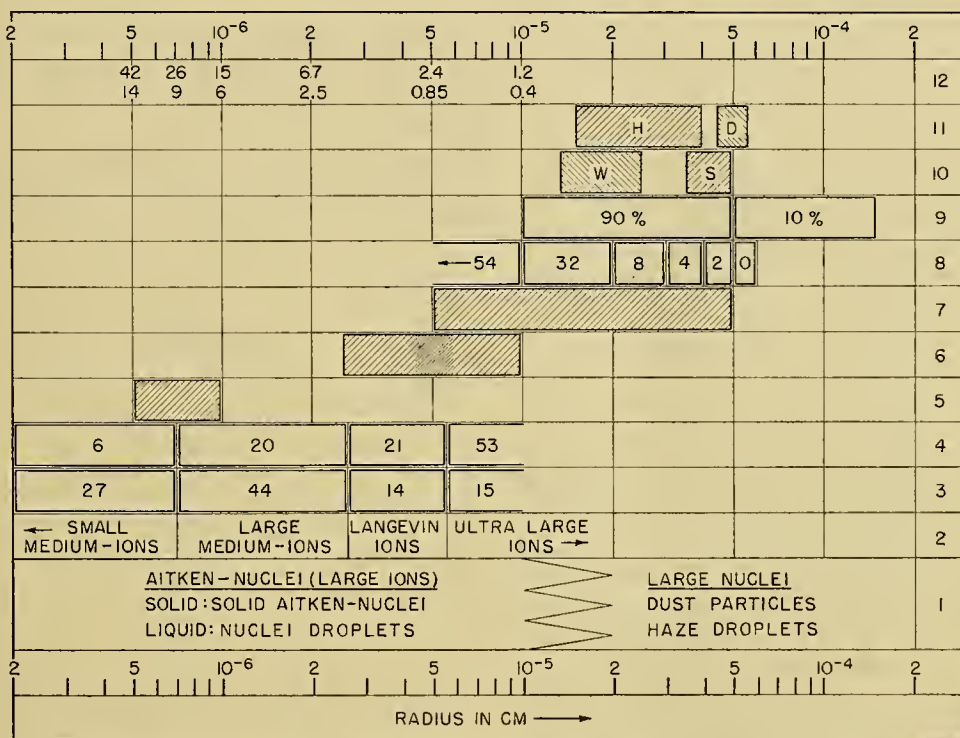 2 5 10⁻⁶ 2 5 10⁻⁵ 2 5 10⁻⁴ 2
42 26 15 6.7 2.4 1.2 12
14 9 6 2.5 0.85 0.4
H D 11
W S 10
90 % 10 % 9
←54 32 8 4 2 0 8
7
6
5
6 20 21 53 4
27 44 14 15 3
← SMALL MEDIUM-IONS
LARGE MEDIUM-IONS
LANGEVIN IONS
ULTRA LARGE IONS →
2
AITKEN-NUCLEI (LARGE IONS)
SOLID: SOLID AITKEN-NUCLEI
LIQUID: NUCLEI DROPLETS
LARGE NUCLEI
DUST PARTICLES
HAZE DROPLETS
1
2 5 10⁻⁶ 2 5 10⁻⁵ 2 5 10⁻⁴ 2
RADIUS IN CM →